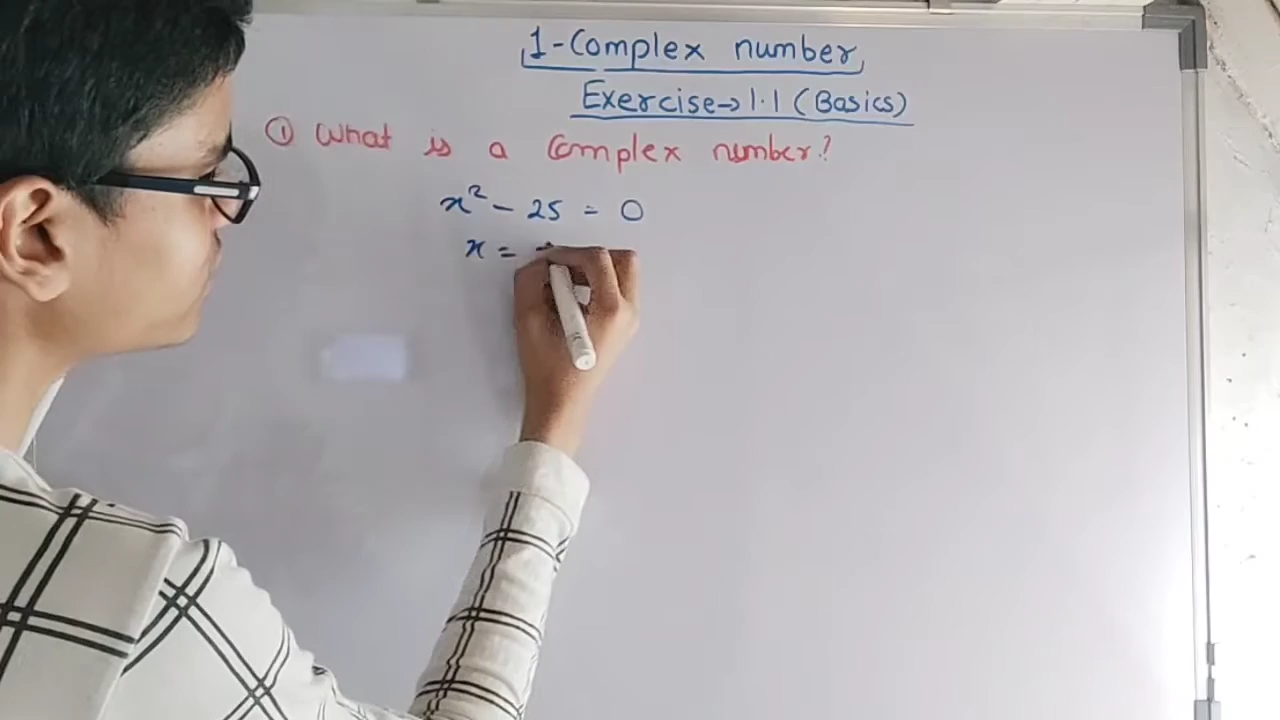 1-Complex number
Exercise→1.1 (Basics)
① What is a Complex number?
x² - 25 = 0
x =